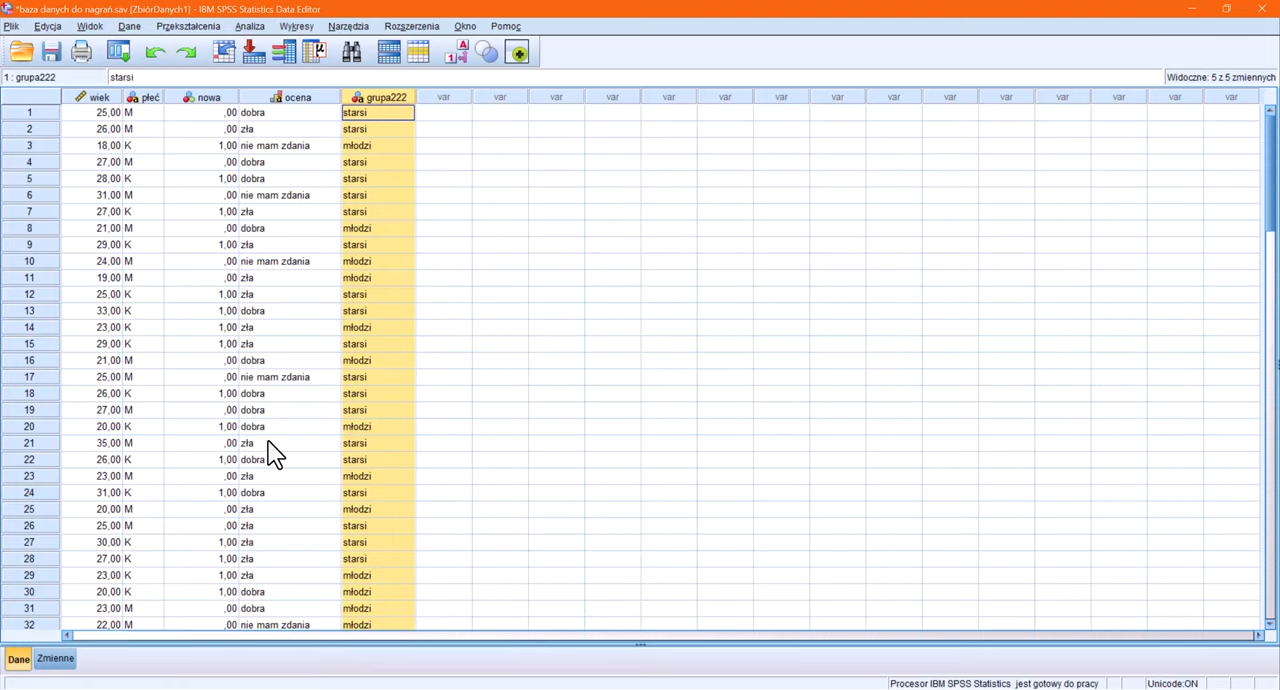 *baza danych do nagrań.sav [ZbiórDanych1] - IBM SPSS Statistics Data Editor
Plik Edycja Widok Dane Przekształcenia Analiza Wykresy Narzędzia Rozszerzenia Okno Pomoc
1 : grupa222 starsi Widoczne: 5 z 5 zmiennych
wiek płeć nowa ocena grupa222 var var var var var var var var var var var var var var var
1 25,00 M ,00 dobra starsi
2 26,00 M ,00 zła starsi
3 18,00 K 1,00 nie mam zdania młodzi
4 27,00 M ,00 dobra starsi
5 28,00 K 1,00 dobra starsi
6 31,00 M ,00 nie mam zdania starsi
7 27,00 K 1,00 zła starsi
8 21,00 M ,00 dobra młodzi
9 29,00 K 1,00 zła starsi
10 24,00 M ,00 nie mam zdania młodzi
11 19,00 M ,00 zła młodzi
12 25,00 K 1,00 zła starsi
13 33,00 K 1,00 dobra starsi
14 23,00 K 1,00 zła młodzi
15 29,00 K 1,00 zła starsi
16 21,00 M ,00 dobra młodzi
17 25,00 M ,00 nie mam zdania starsi
18 26,00 K 1,00 dobra starsi
19 27,00 M ,00 dobra starsi
20 20,00 K 1,00 dobra młodzi
21 35,00 M ,00 zła starsi
22 26,00 K 1,00 dobra starsi
23 23,00 M ,00 zła młodzi
24 31,00 K 1,00 dobra starsi
25 20,00 M ,00 zła młodzi
26 25,00 M ,00 zła starsi
27 30,00 K 1,00 zła starsi
28 27,00 K 1,00 zła starsi
29 23,00 K 1,00 zła młodzi
30 20,00 K 1,00 dobra młodzi
31 23,00 M ,00 dobra młodzi
32 22,00 M ,00 nie mam zdania młodzi
Dane Zmienne
Procesor IBM SPSS Statistics jest gotowy do pracy Unicode:ON